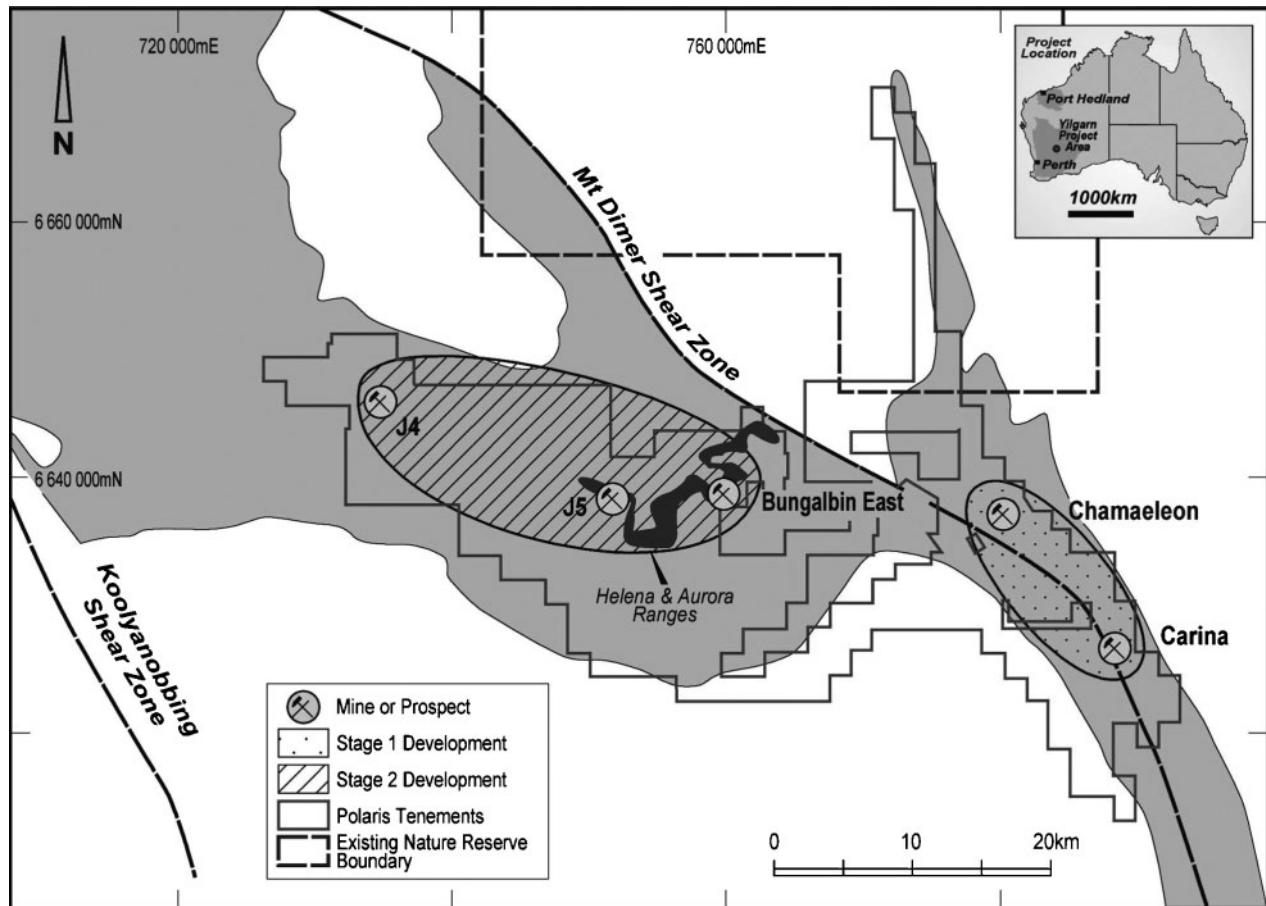 720 000mE
760 000mE
Project
Location
Port Hedland
Yilgarn
Project
Area
Perth
1000km
N
6 660 000mN
Mt Dimer Shear Zone
J4
6 640 000mN
J5
Bungalbin East
Chamaeleon
Helena & Aurora
Ranges
Carina
Koolyanobbing
Shear Zone
Mine or Prospect
Stage 1 Development
Stage 2 Development
Polaris Tenements
Existing Nature Reserve
Boundary
0 10 20km